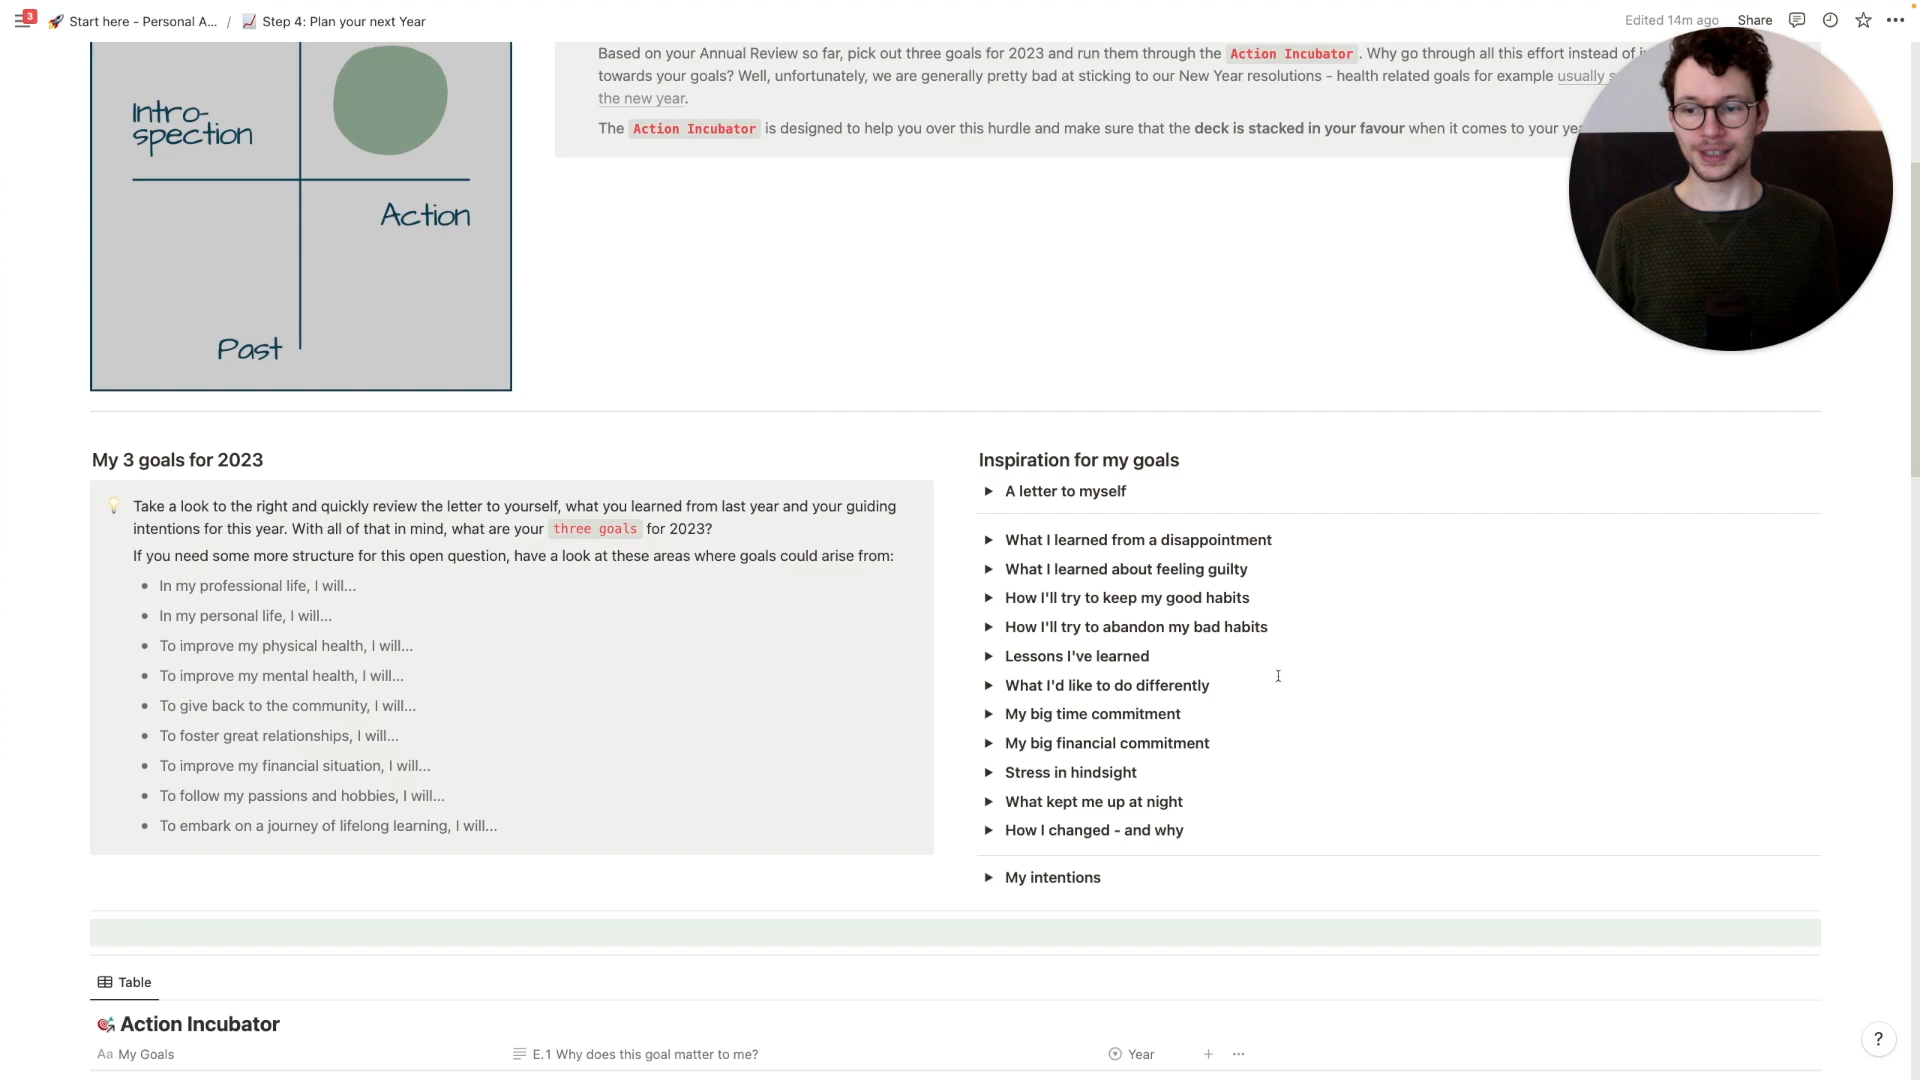 3
Start here - Personal A... / Step 4: Plan your next Year
Edited 14m ago Share
Intro-
spection
Action
Past
Based on your Annual Review so far, pick out three goals for 2023 and run them through the Action Incubator. Why go through all this effort instead of
towards your goals? Well, unfortunately, we are generally pretty bad at sticking to our New Year resolutions - health related goals for example usually
the new year.
The Action Incubator is designed to help you over this hurdle and make sure that the deck is stacked in your favour when it comes to your
My 3 goals for 2023
Take a look to the right and quickly review the letter to yourself, what you learned from last year and your guiding
intentions for this year. With all of that in mind, what are your three goals for 2023?
If you need some more structure for this open question, have a look at these areas where goals could arise from:
In my professional life, I will...
In my personal life, I will...
To improve my physical health, I will...
To improve my mental health, I will...
To give back to the community, I will...
To foster great relationships, I will...
To improve my financial situation, I will...
To follow my passions and hobbies, I will...
To embark on a journey of lifelong learning, I will...
Inspiration for my goals
A letter to myself
What I learned from a disappointment
What I learned about feeling guilty
How I'll try to keep my good habits
How I'll try to abandon my bad habits
Lessons I've learned
What I'd like to do differently
My big time commitment
My big financial commitment
Stress in hindsight
What kept me up at night
How I changed - and why
My intentions
Table
Action Incubator
Aa My Goals E.1 Why does this goal matter to me? Year + ...
?